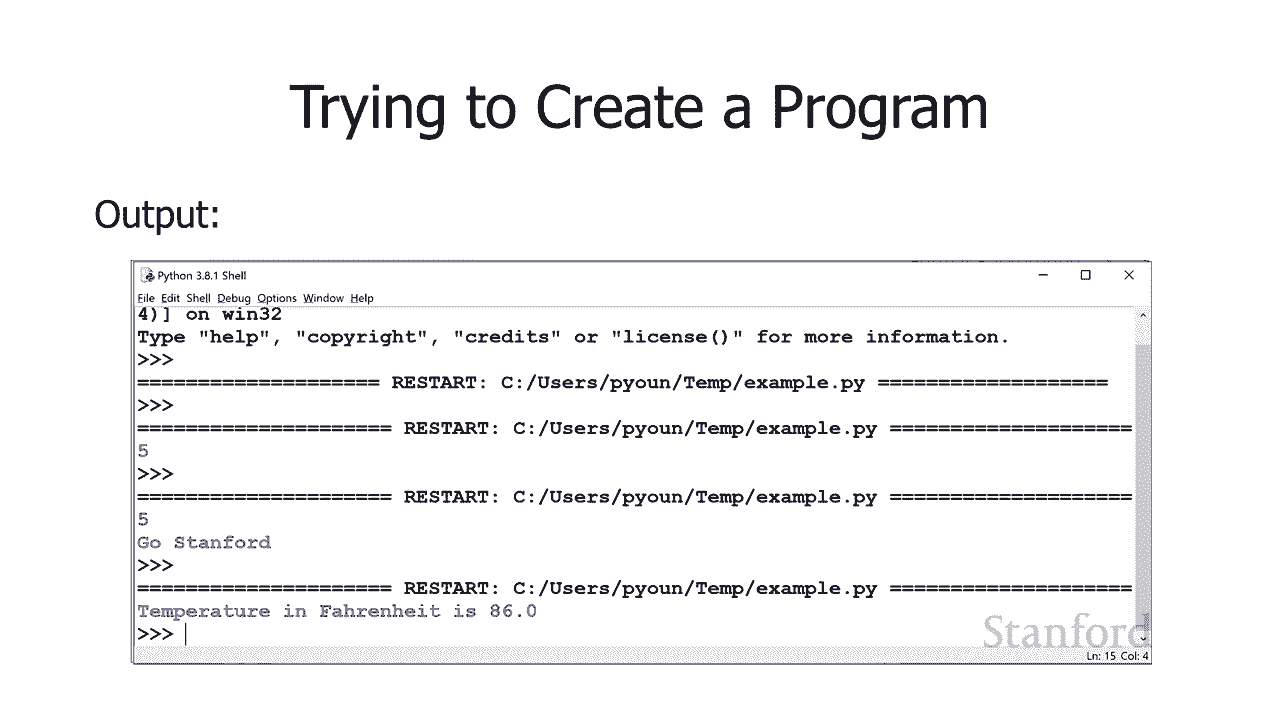 Trying to Create a Program
Output:
Python 3.8.1 Shell
File Edit Shell Debug Options Window Help
4)] on win32
Type "help", "copyright", "credits" or "license()" for more information.
>>>
==================== RESTART: C:/Users/pyoun/Temp/example.py ===================
>>>
===================== RESTART: C:/Users/pyoun/Temp/example.py ====================
5
>>>
===================== RESTART: C:/Users/pyoun/Temp/example.py ====================
5
Go Stanford
>>>
===================== RESTART: C:/Users/pyoun/Temp/example.py ====================
Temperature in Fahrenheit is 86.0
>>>
Stanford
Ln: 15 Col: 4